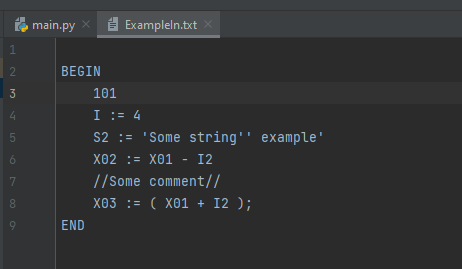 main.py ExampleIn.txt
1
2 BEGIN
3 101
4 I := 4
5 S2 := 'Some string'' example'
6 X02 := X01 - I2
7 //Some comment//
8 X03 := ( X01 + I2 );
9 END